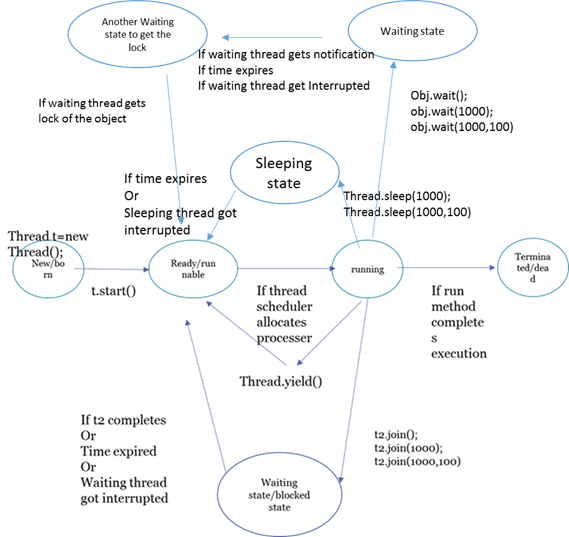 Another Waiting
state to get the
lock
Waiting state
If waiting thread gets notification
If time expires
If waiting thread get Interrupted
If waiting thread gets
lock of the object
Obj.wait();
obj.wait(1000);
obj.wait(1000,100)
Sleeping
state
If time expires
Or
Sleeping thread got
interrupted
Thread.sleep(1000);
Thread.sleep(1000,100)
Thread t=new
Thread();
New/bo
rn
t.start()
Ready/run
nable
If thread
scheduler
allocates
processer
running
If run
method
complete
s
execution
Termina
ted/dea
d
Thread.yield()
If t2 completes
Or
Time expired
Or
Waiting thread
got interrupted
t2.join();
t2.join(1000);
t2.join(1000,100)
Waiting
state/blocked
state